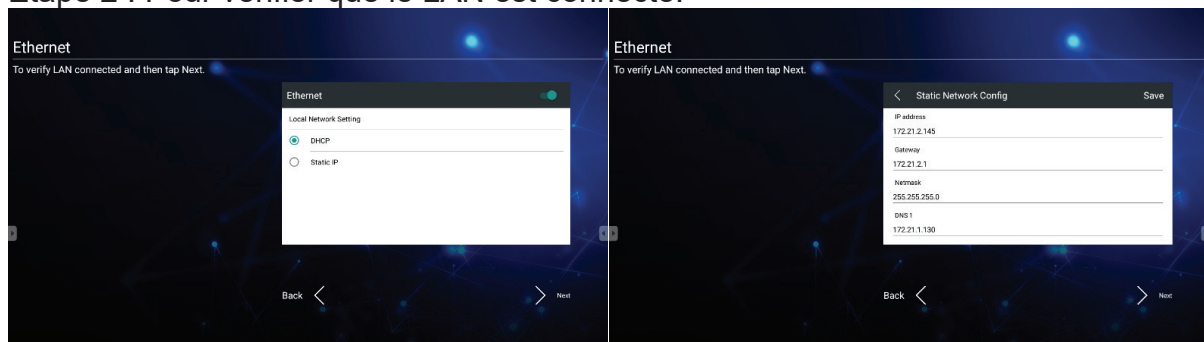 Étape 2 : Pour vérifier que le LAN est connecté.
Ethernet
To verify LAN connected and then tap Next.
Ethernet
Local Network Setting
DHCP
Static IP
Back
Next
Ethernet
To verify LAN connected and then tap Next.
Static Network Config
Save
IP address
172.21.2.145
Gateway
172.21.2.1
Netmask
255.255.255.0
DNS 1
172.21.1.130
Back
Next